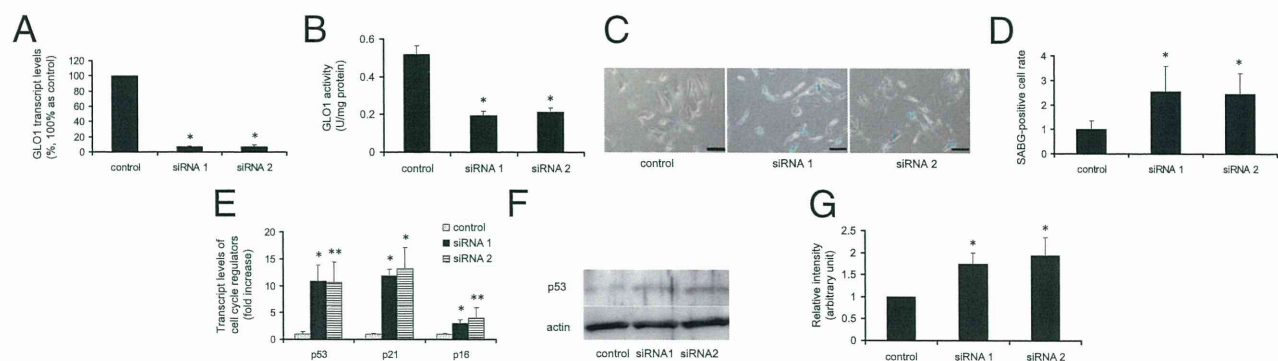 A
GLO1 transcript levels
(%, 100% as control)
120
100
80
60
40
20
0
*
*
control
siRNA 1
siRNA 2
B
GLO1 activity
(U/mg protein)
0.6
0.4
0.2
0
*
*
control
siRNA 1
siRNA 2
C
control
siRNA 1
siRNA 2
D
SABG-positive cell rate
4
3
2
1
0
*
*
control
siRNA 1
siRNA 2
E
Transcript levels of
cell cycle regulators
(fold increase)
20
15
10
5
0
control
siRNA 1
siRNA 2
*
**
*
*
*
**
p53
p21
p16
F
p53
actin
control siRNA1 siRNA2
G
Relative intensity
(arbitrary unit)
2.5
2
1.5
1
0.5
0
*
*
control
siRNA 1
siRNA 2